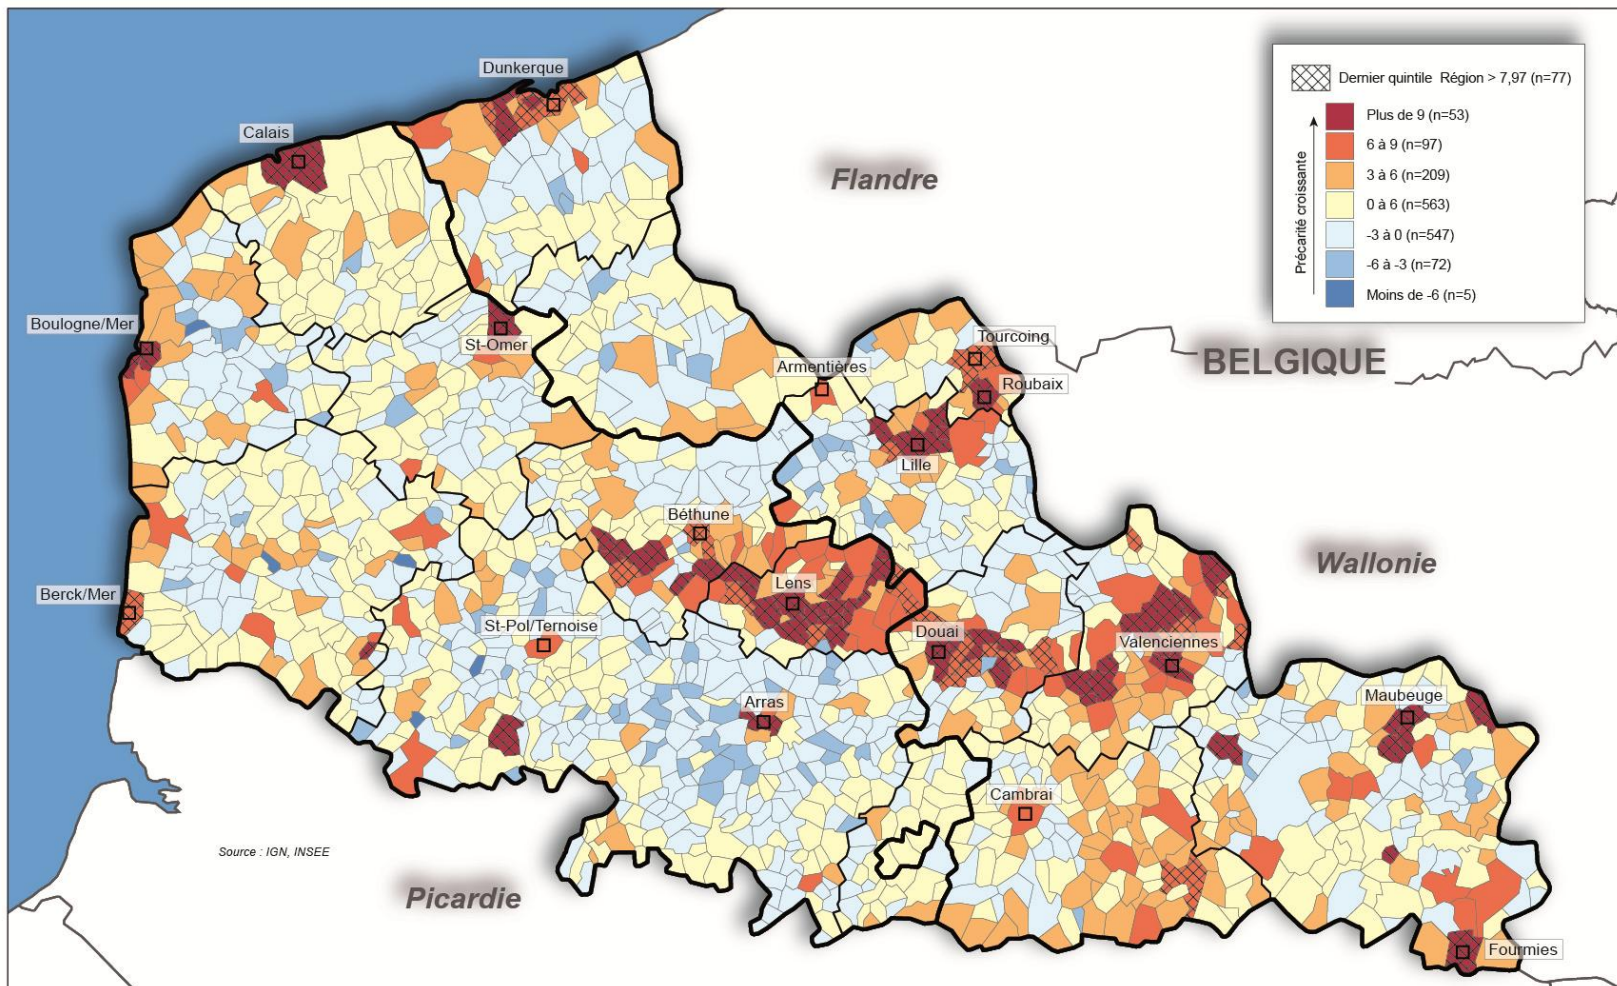 Dunkerque
Calais
Flandre
Boulogne/Mer
St-Omer
Armentières
Tourcoing
Roubaix
BELGIQUE
Lille
Béthune
Wallonie
Berck/Mer
Lens
St-Pol/Ternoise
Douai
Valenciennes
Arras
Maubeuge
Cambrai
Source : IGN, INSEE
Picardie
Fourmies
Dernier quintile Région > 7,97 (n=77)
Précarité croissante
Plus de 9 (n=53)
6 à 9 (n=97)
3 à 6 (n=209)
0 à 6 (n=563)
-3 à 0 (n=547)
-6 à -3 (n=72)
Moins de -6 (n=5)